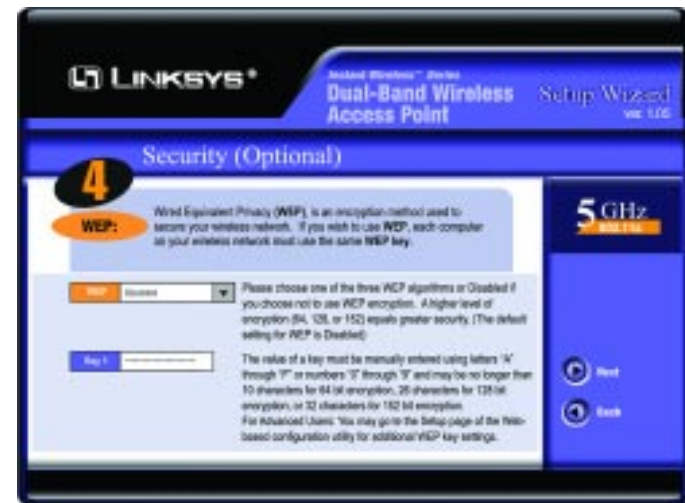 LINKSYS®
Instant Wireless™ Series
Dual-Band Wireless
Access Point
Setup Wizard
ver. 1.05
4
Security (Optional)
WEP:
Wired Equivalent Privacy (WEP), is an encryption method used to
secure your wireless network. If you wish to use WEP, each computer
on your wireless network must use the same WEP key.
5 GHz
802.11a
WEP
Disabled
Please choose one of the three WEP algorithms or Disabled if
you choose not to use WEP encryption. A higher level of
encryption (64, 128, or 152) equals greater security. (The default
setting for WEP is Disabled)
Key 1
The value of a key must be manually entered using letters "A"
through "F" or numbers "0" through "9" and may be no longer than
10 characters for 64 bit encryption, 26 characters for 128 bit
encryption, or 32 characters for 152 bit encryption.
For Advanced Users: You may go to the Setup page of the Web-
based configuration utility for additional WEP key settings.
Next
Back